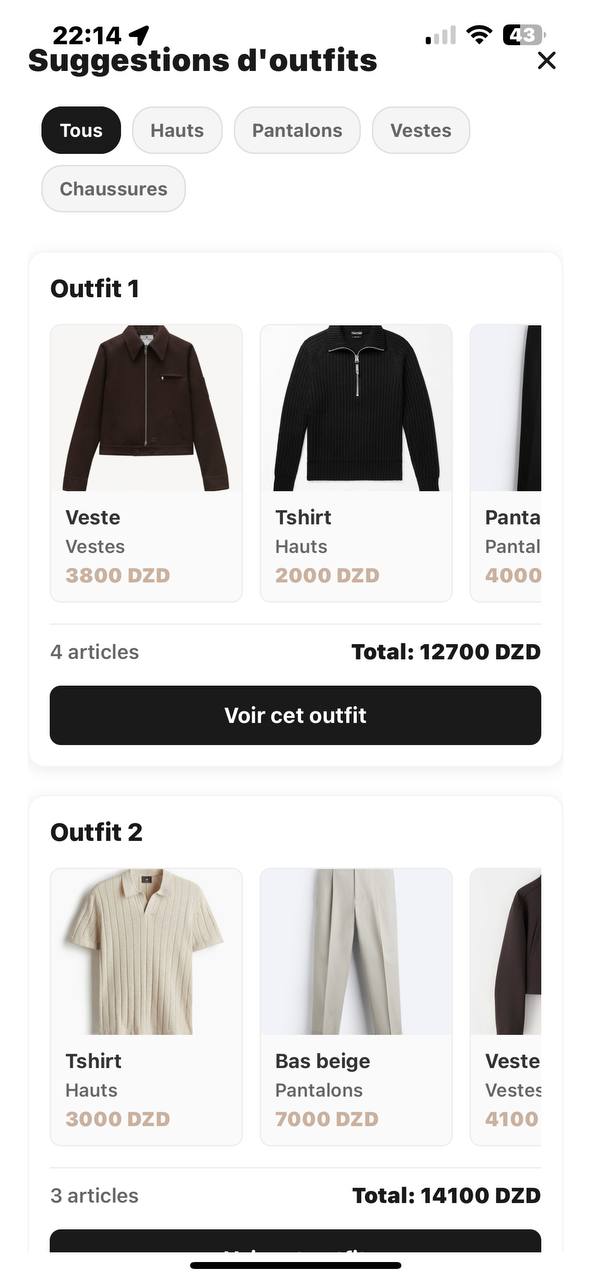 22:14
43
Suggestions d'outfits
Tous
Hauts
Pantalons
Vestes
Chaussures
Outfit 1
Veste
Tshirt
Panta
Vestes
Hauts
Pantal
3800 DZD
2000 DZD
4000
4 articles
Total: 12700 DZD
Voir cet outfit
Outfit 2
Tshirt
Bas beige
Veste
Hauts
Pantalons
Vestes
3000 DZD
7000 DZD
4100
3 articles
Total: 14100 DZD